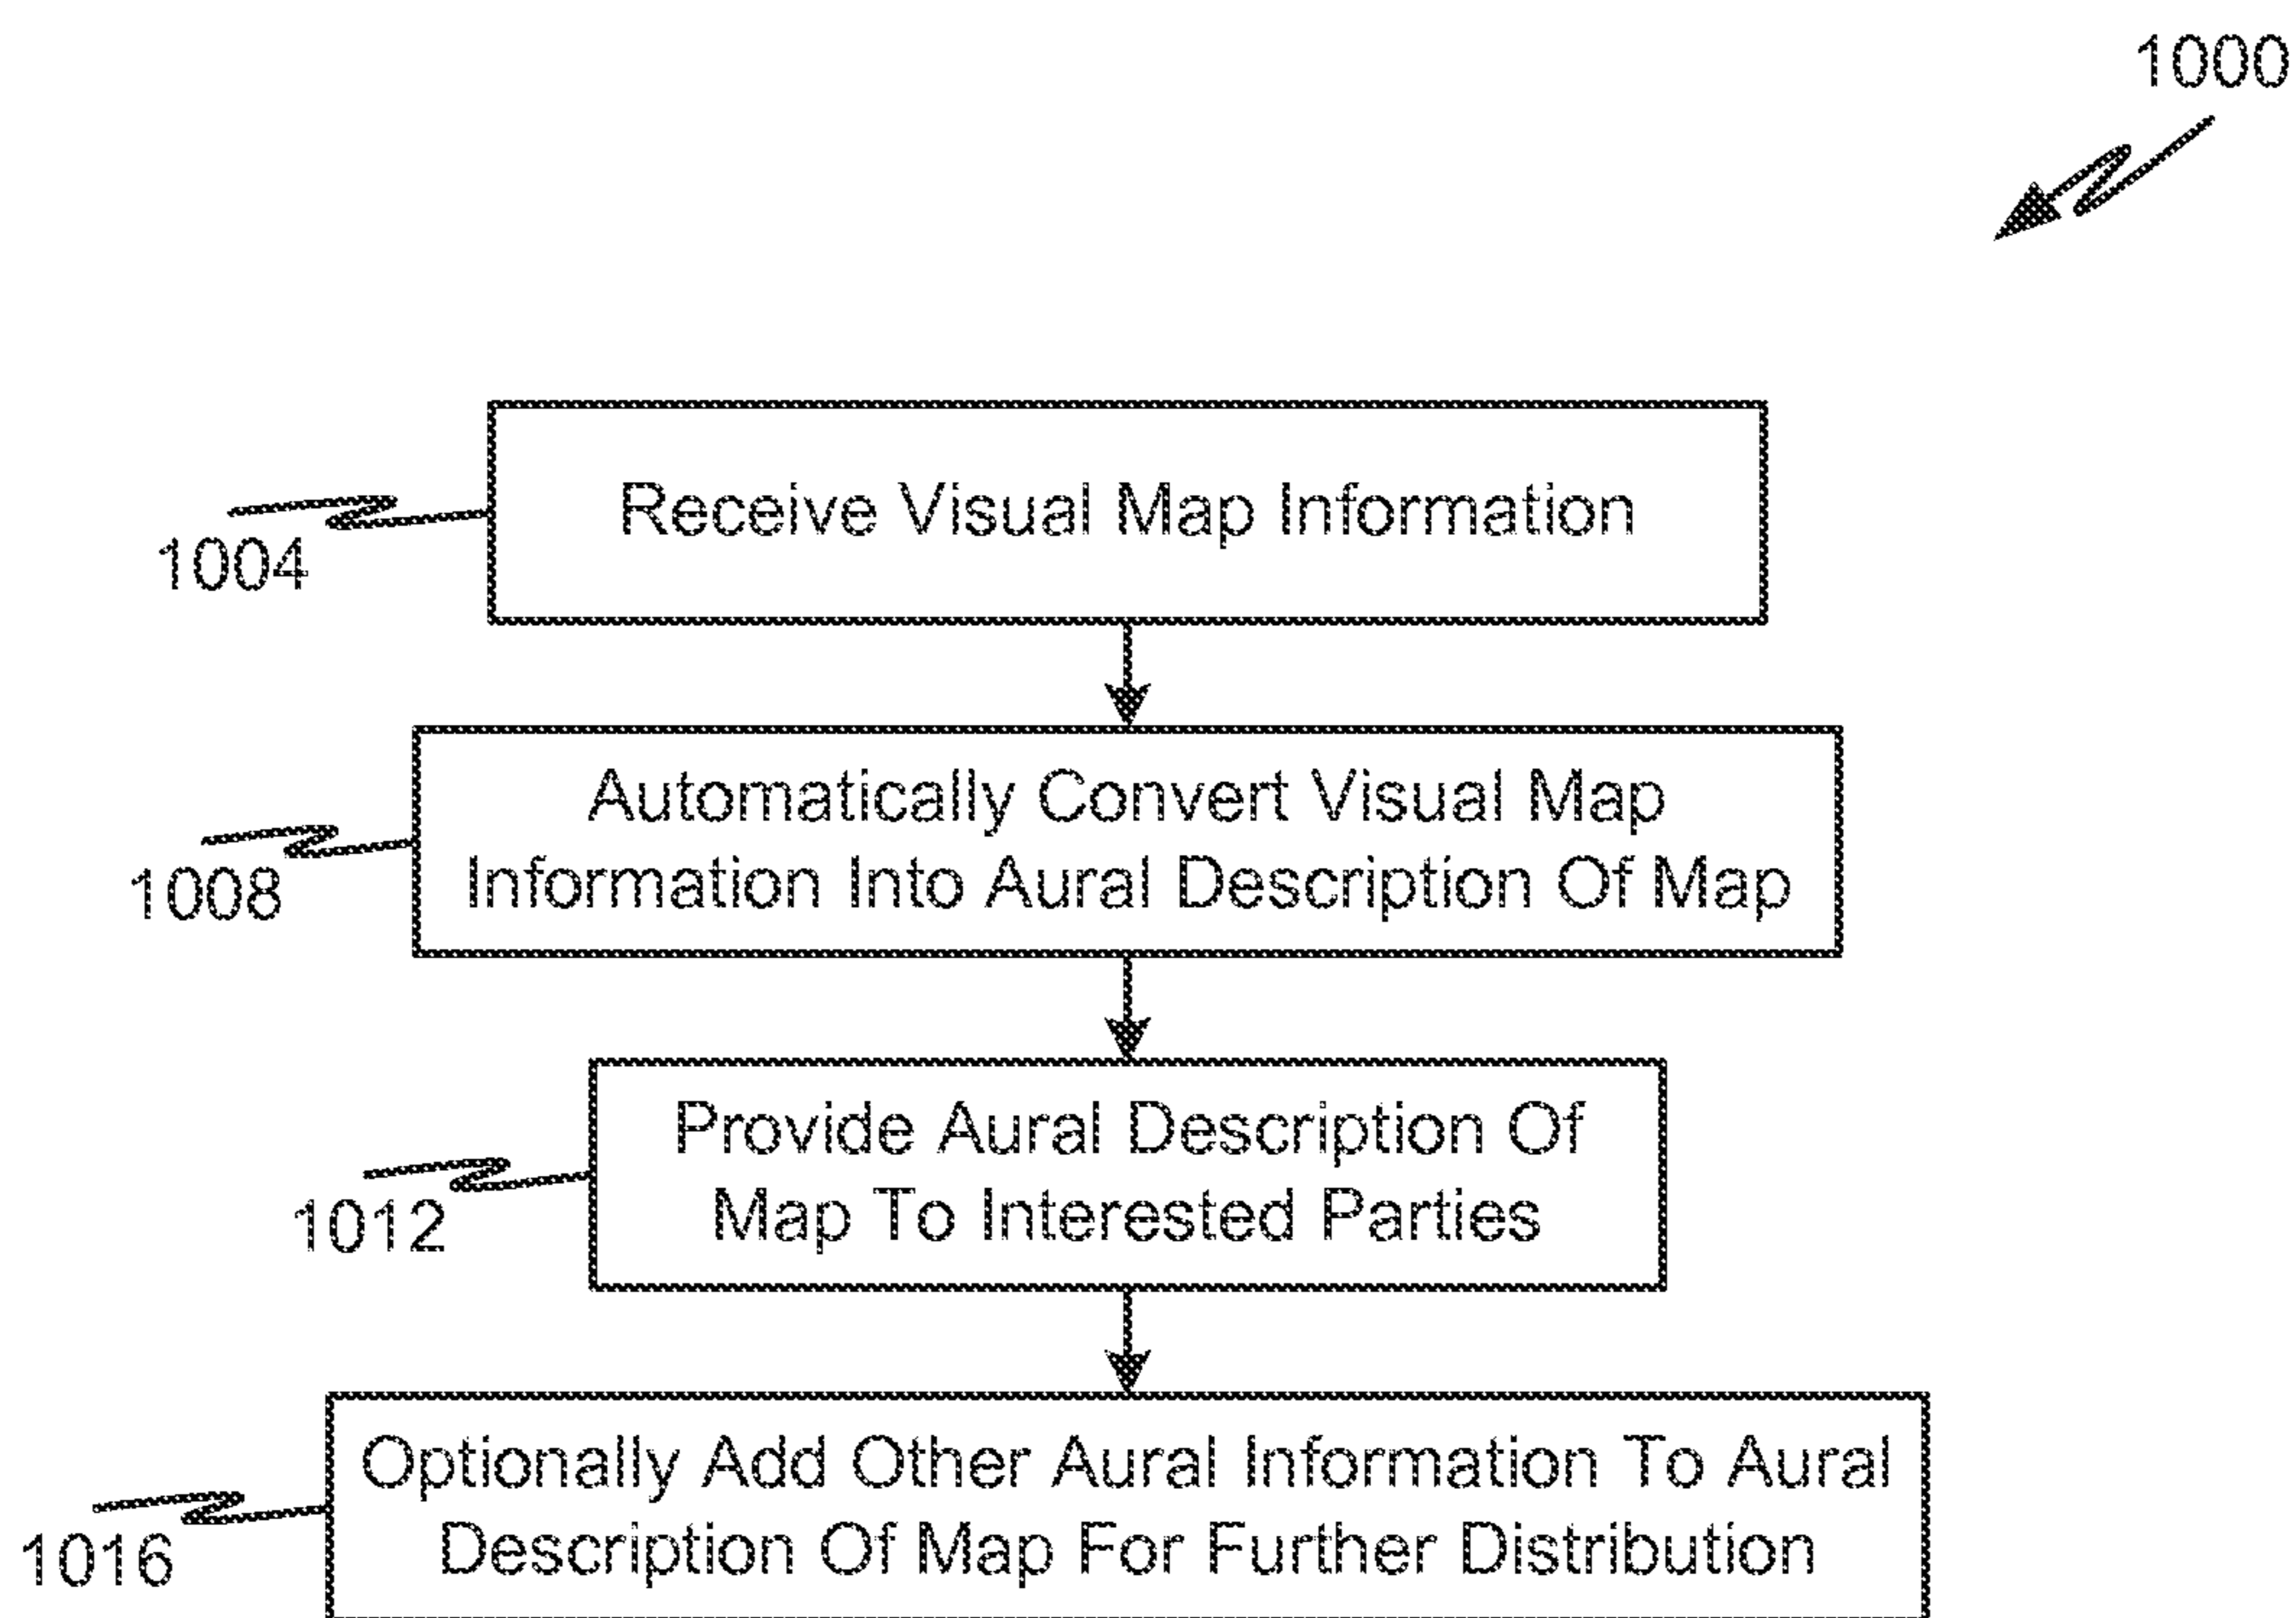 1000
Receive Visual Map Information
1004
Automatically Convert Visual Map
Information Into Aural Description Of Map
1008
Provide Aural Description Of
Map To Interested Parties
1012
Optionally Add Other Aural Information To Aural
Description Of Map For Further Distribution
1016